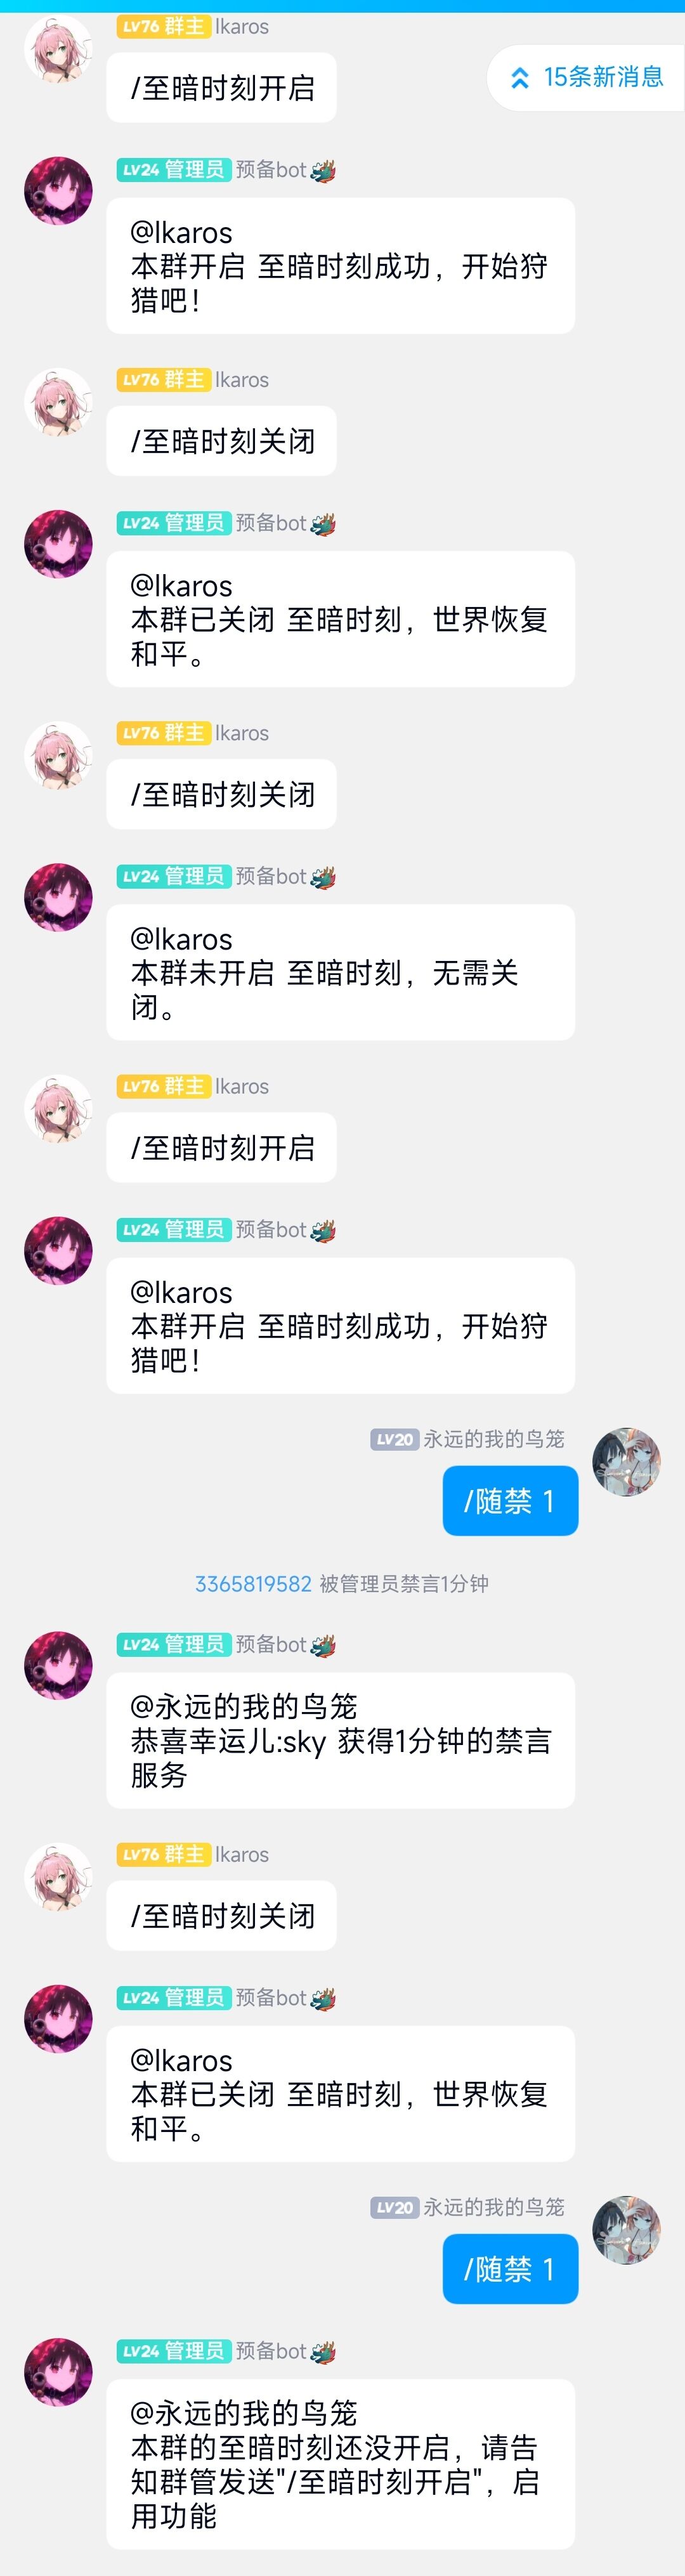 LV76 群主 Ikaros
/至暗时刻开启
15条新消息
LV24 管理员 预备bot
@Ikaros
本群开启 至暗时刻成功，开始狩
猎吧！
LV76 群主 Ikaros
/至暗时刻关闭
LV24 管理员 预备bot
@Ikaros
本群已关闭 至暗时刻，世界恢复
和平。
LV76 群主 Ikaros
/至暗时刻关闭
LV24 管理员 预备bot
@Ikaros
本群未开启 至暗时刻，无需关
闭。
LV76 群主 Ikaros
/至暗时刻开启
LV24 管理员 预备bot
@Ikaros
本群开启 至暗时刻成功，开始狩
猎吧！
LV20 永远的我的鸟笼
/随禁 1
3365819582 被管理员禁言1分钟
LV24 管理员 预备bot
@永远的我的鸟笼
恭喜幸运儿:sky 获得1分钟的禁言
服务
LV76 群主 Ikaros
/至暗时刻关闭
LV24 管理员 预备bot
@Ikaros
本群已关闭 至暗时刻，世界恢复
和平。
LV20 永远的我的鸟笼
/随禁 1
LV24 管理员 预备bot
@永远的我的鸟笼
本群的至暗时刻还没开启，请告
知群管发送"/至暗时刻开启"，启
用功能